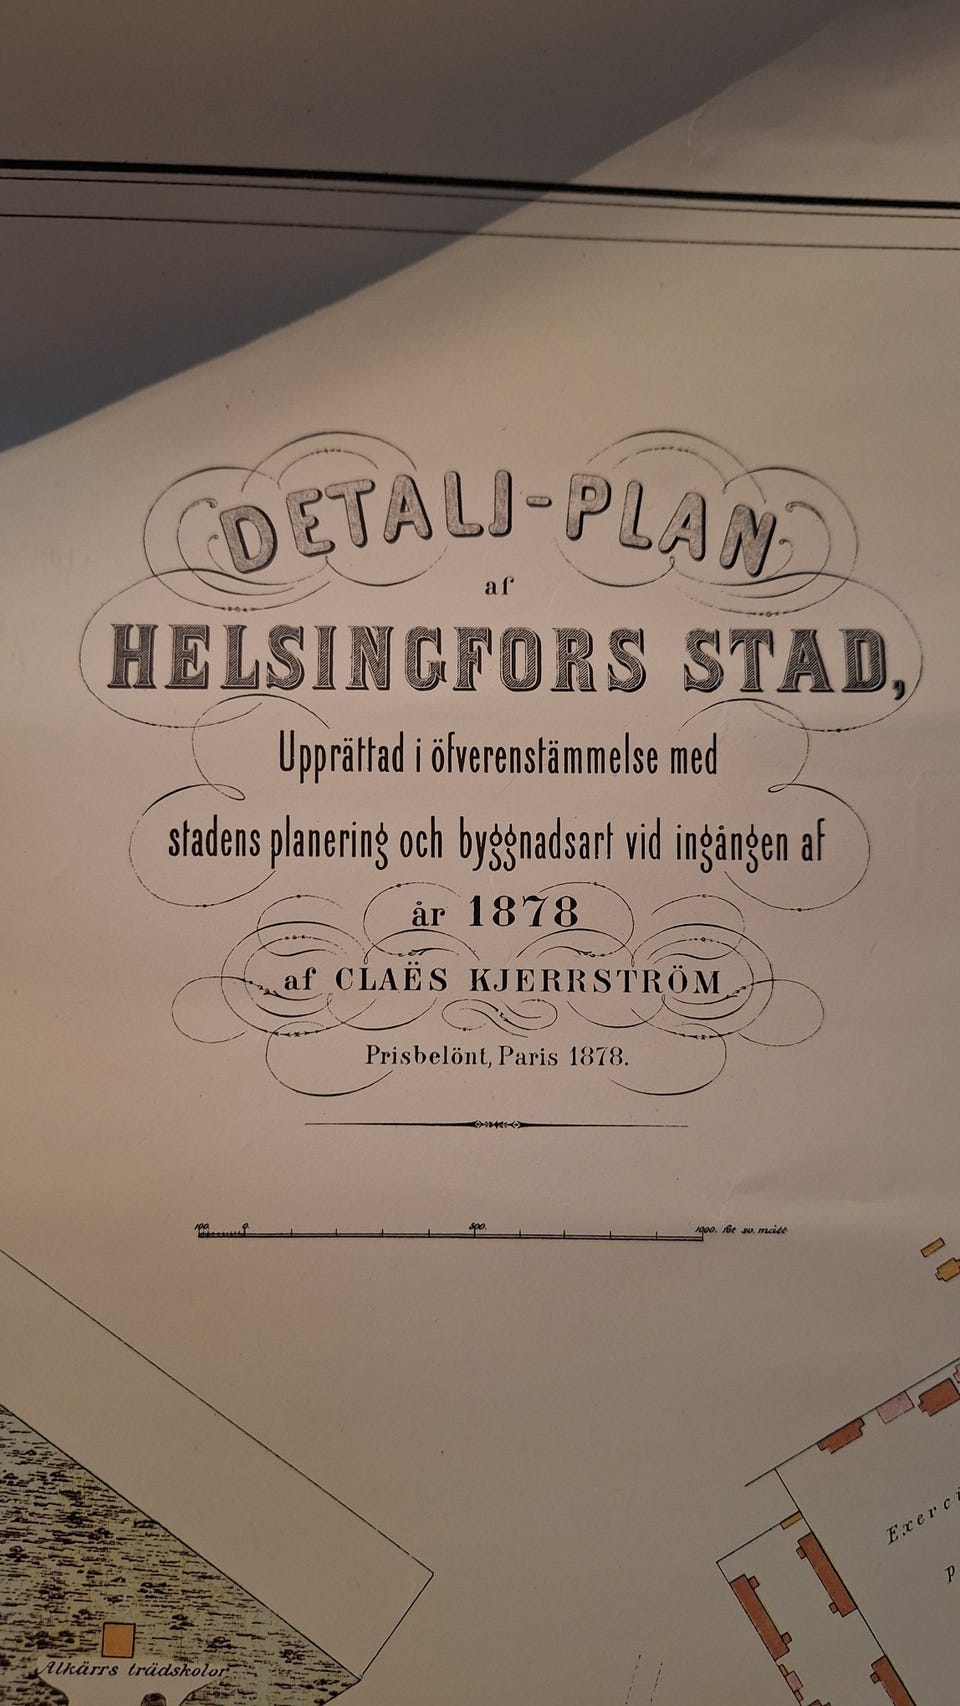 DETALJ-PLAN
af
HELSINGFORS STAD,
Upprättad i öfverenstämmelse med
stadens planering och byggnadsart vid ingången af
år 1878
af CLAËS KJERRSTRÖM
Prisbelönt, Paris 1878.
100. 0. 500. 1000. fot sv. mått
Exerci
p
Alkärrs trädskolor